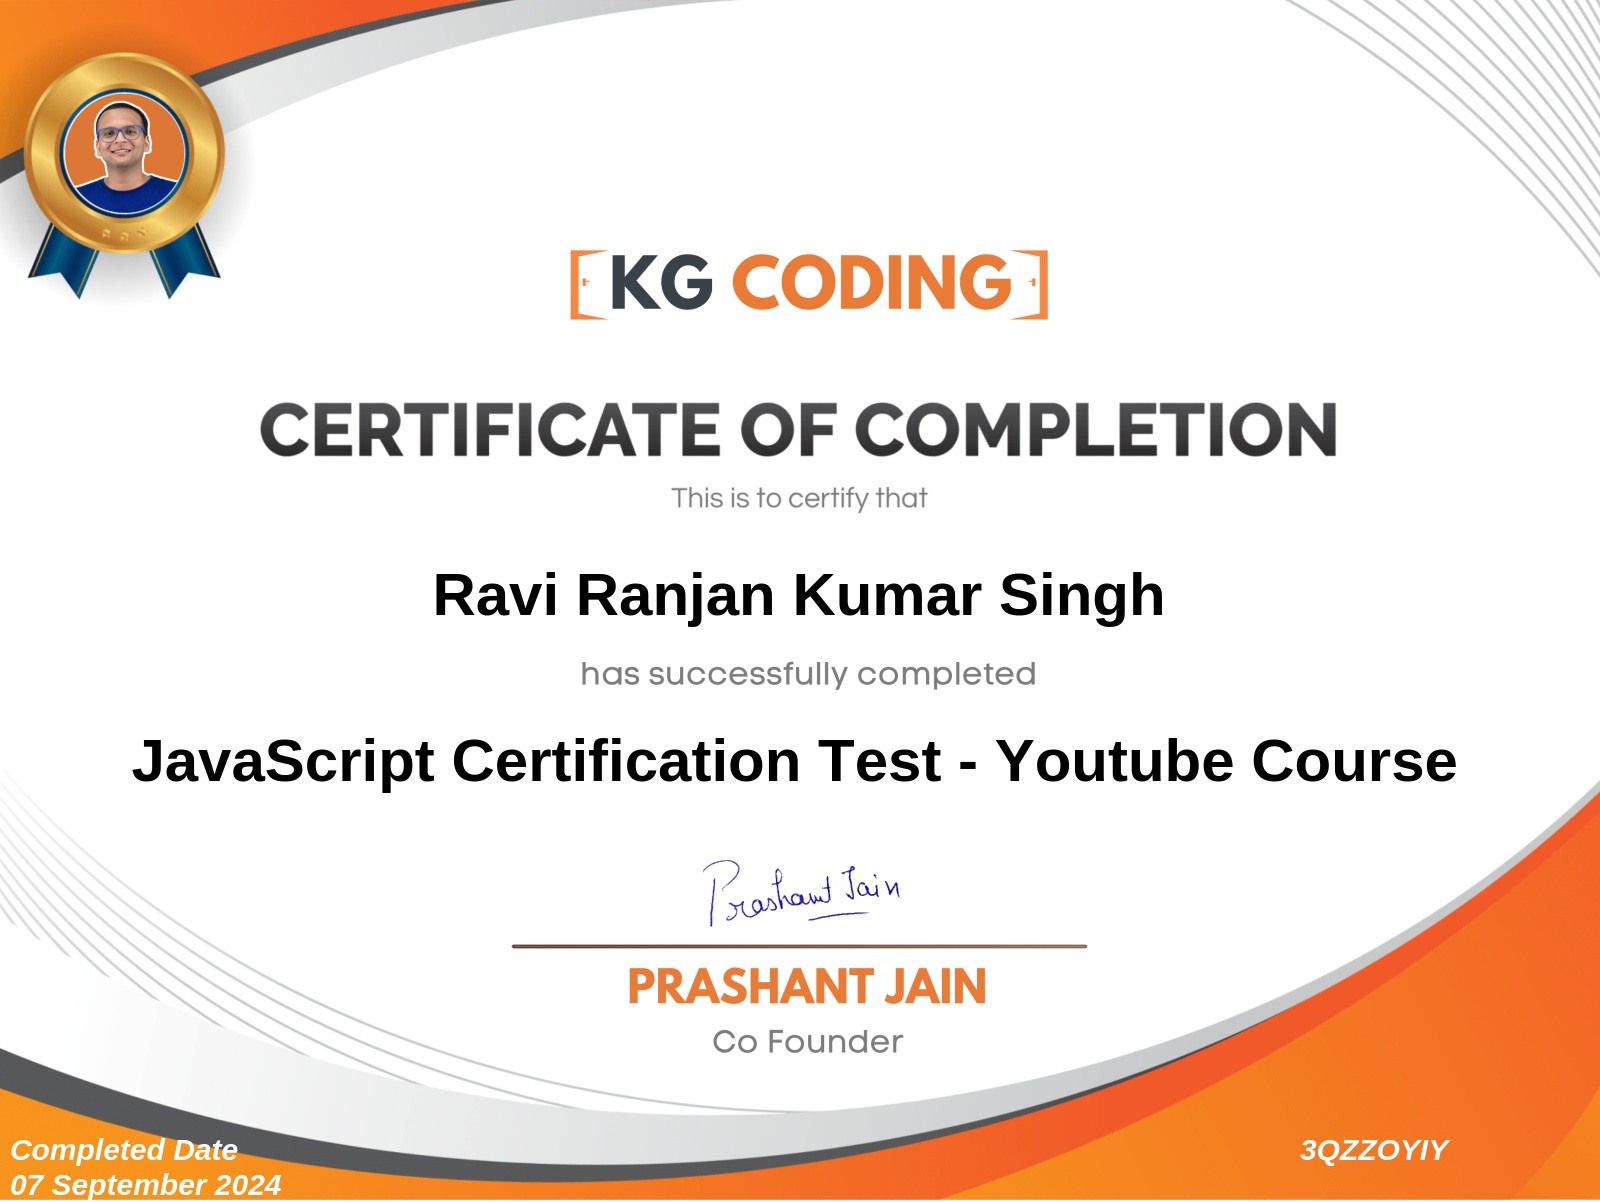 KG CODING
CERTIFICATE OF COMPLETION
This is to certify that
Ravi Ranjan Kumar Singh
has successfully completed
JavaScript Certification Test - Youtube Course
Prashant Jain
PRASHANT JAIN
Co Founder
Completed Date
07 September 2024
3QZZOYIY